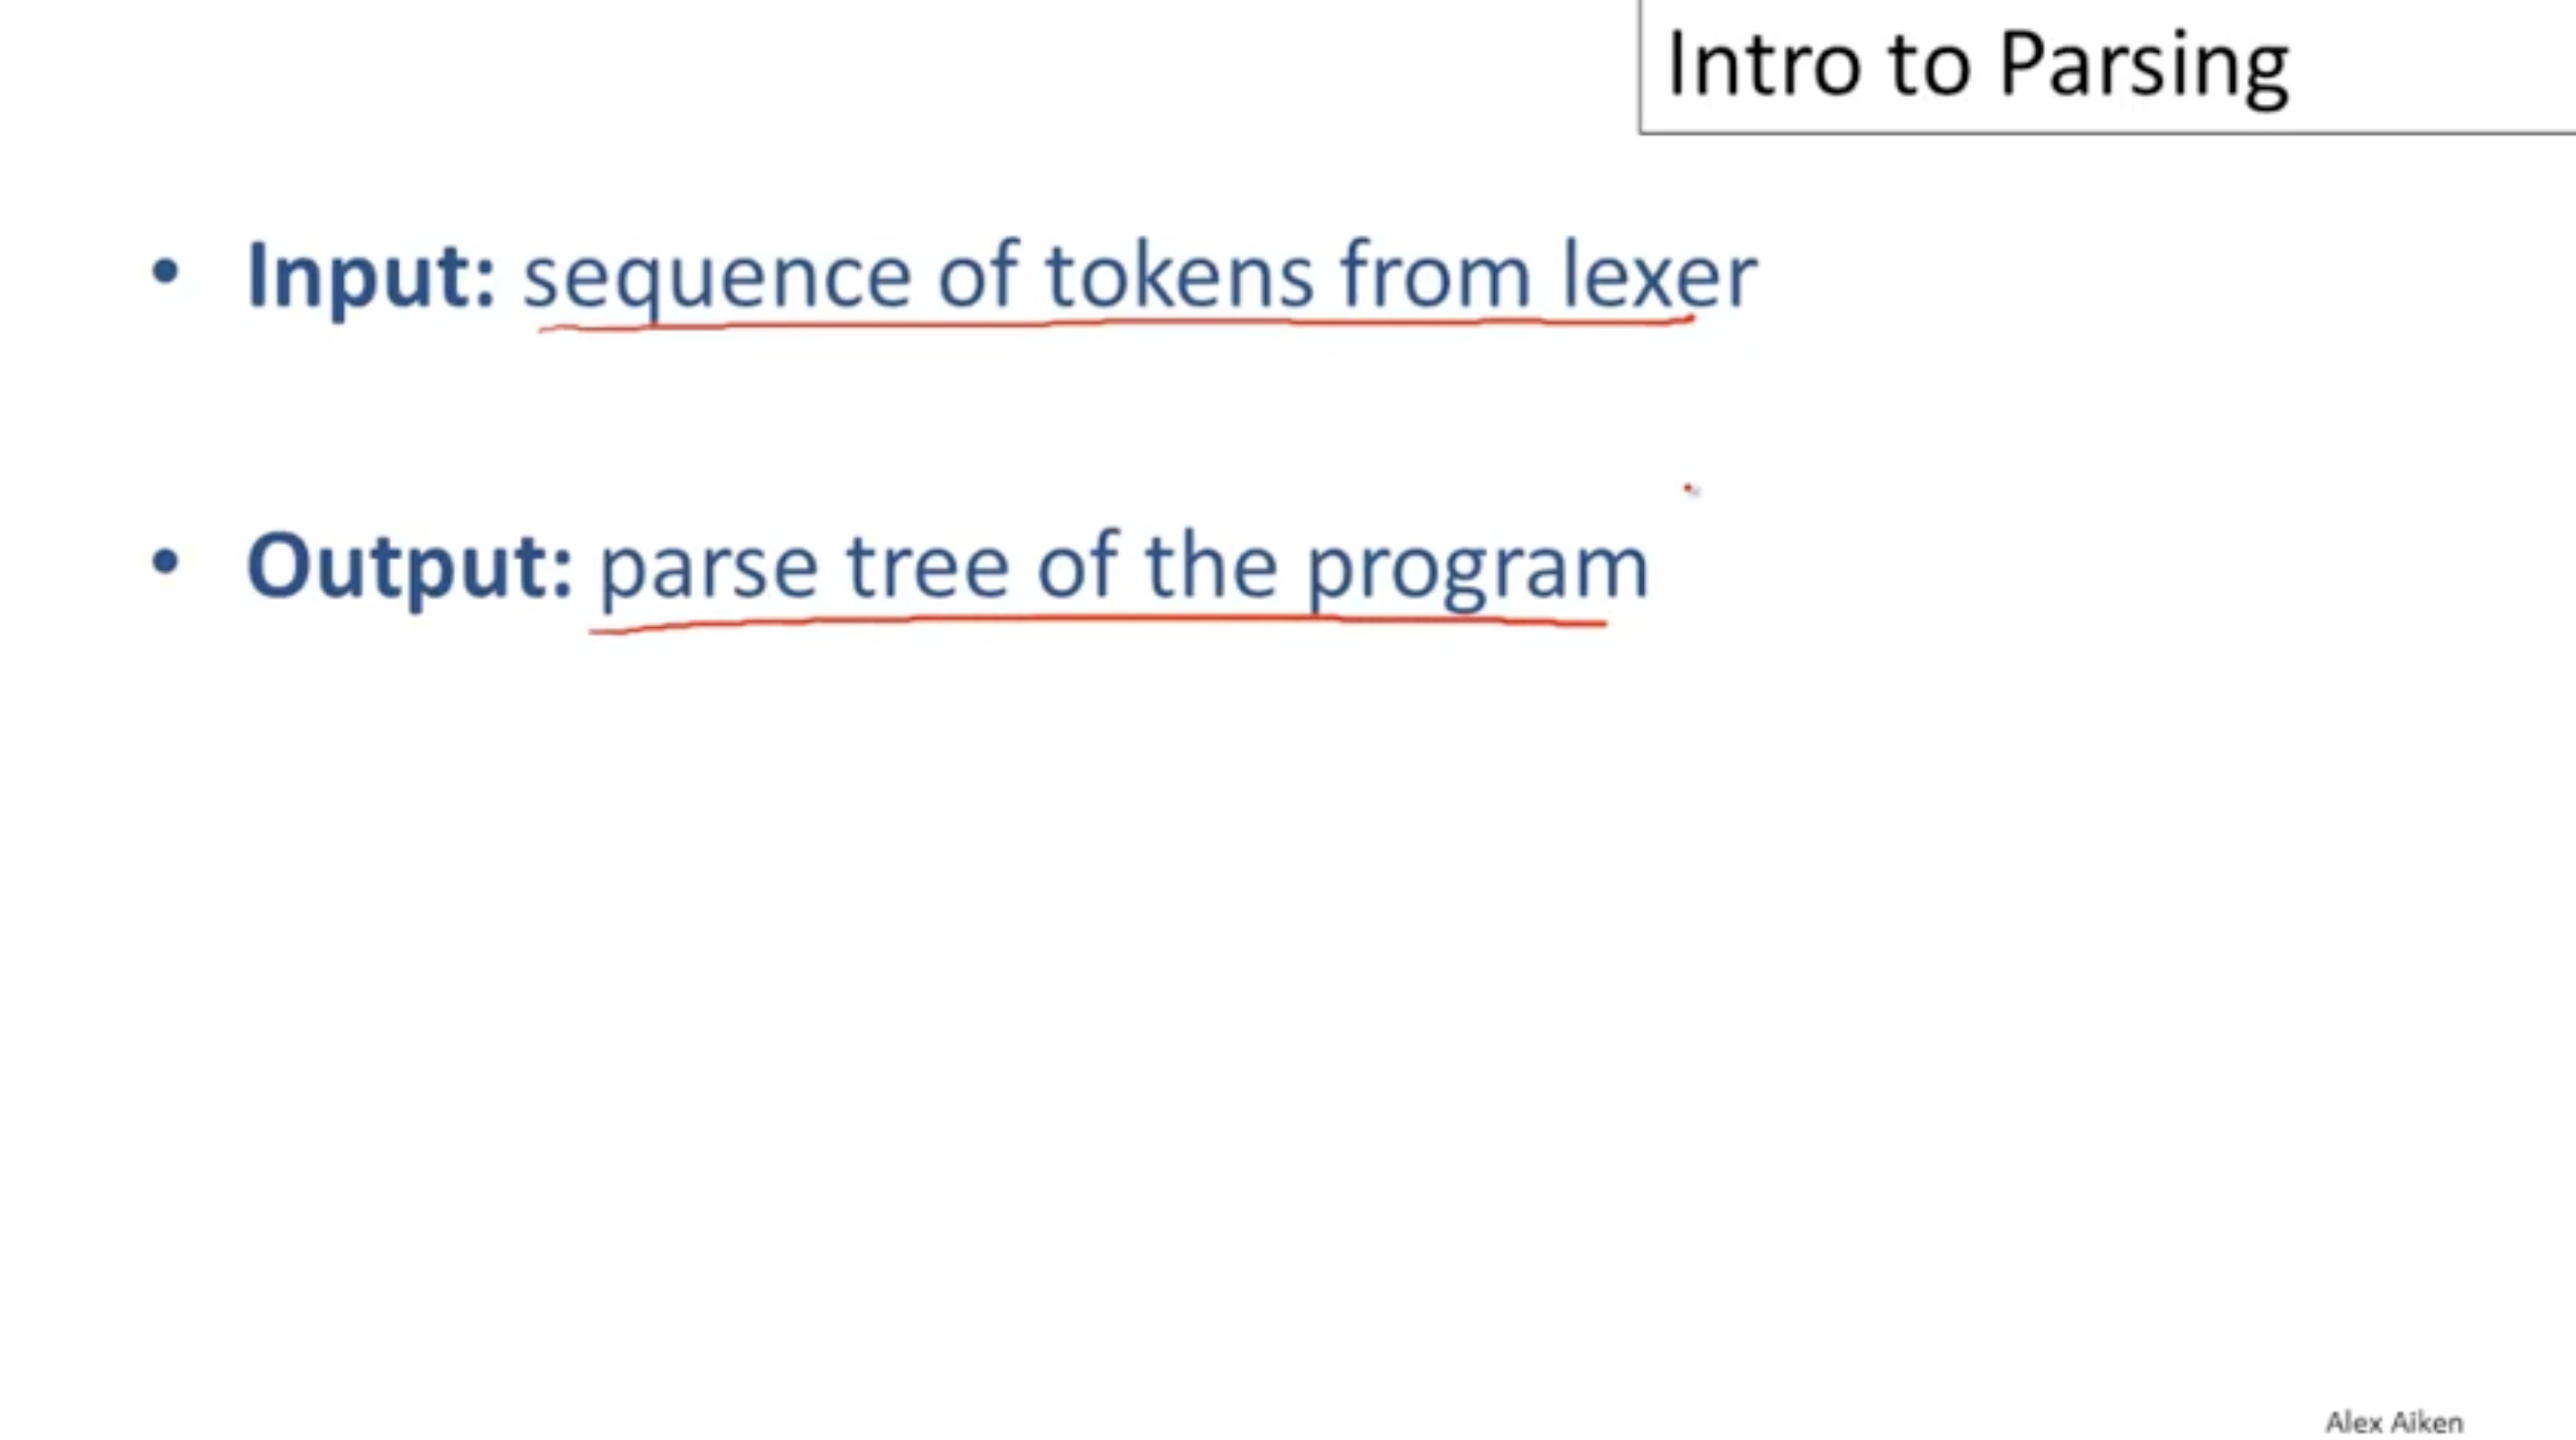 Intro to Parsing
• Input: sequence of tokens from lexer
• Output: parse tree of the program
Alex Aiken